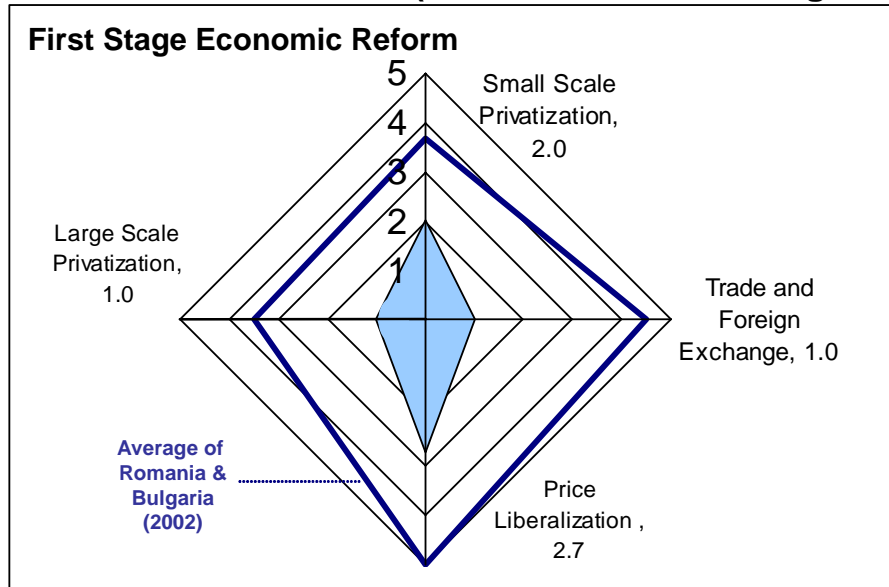 First Stage Economic Reform
5
4
3
2
1
Small Scale
Privatization,
2.0
Large Scale
Privatization,
1.0
Trade and
Foreign
Exchange, 1.0
Average of
Romania &
Bulgaria
(2002)
Price
Liberalization ,
2.7